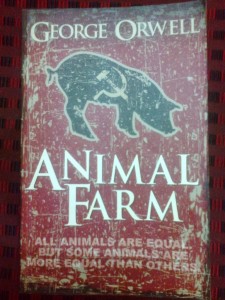 GEORGE ORWELL
ANIMAL
FARM
ALL ANIMALS ARE EQUAL.
BUT SOME ANIMALS ARE
MORE EQUAL THAN OTHERS.